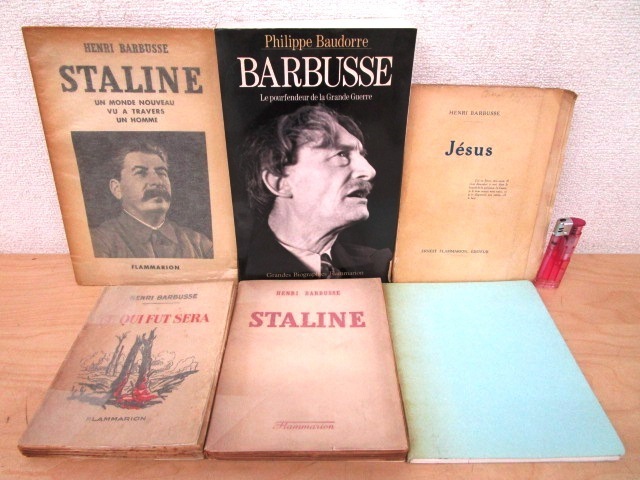 HENRI BARBUSSE
STALINE
UN MONDE NOUVEAU
VU A TRAVERS
UN HOMME
FLAMMARION
Philippe Baudorre
BARBUSSE
Le pourfendeur de la Grande Guerre
Grandes Biographies Flammarion
HENRI BARBUSSE
Jésus
ERNEST FLAMMARION, ÉDITEUR
HENRI BARBUSSE
QUI FUT SERA
FLAMMARION
HENRI BARBUSSE
STALINE
Flammarion